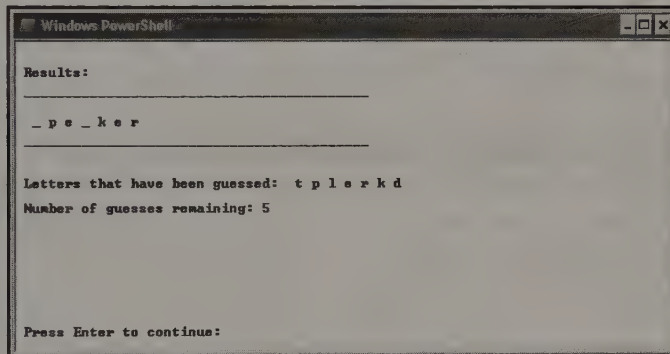 Windows PowerShell
Results:
_ p e _ k e r
Letters that have been guessed: t p l e r k d
Number of guesses remaining: 5
Press Enter to continue: